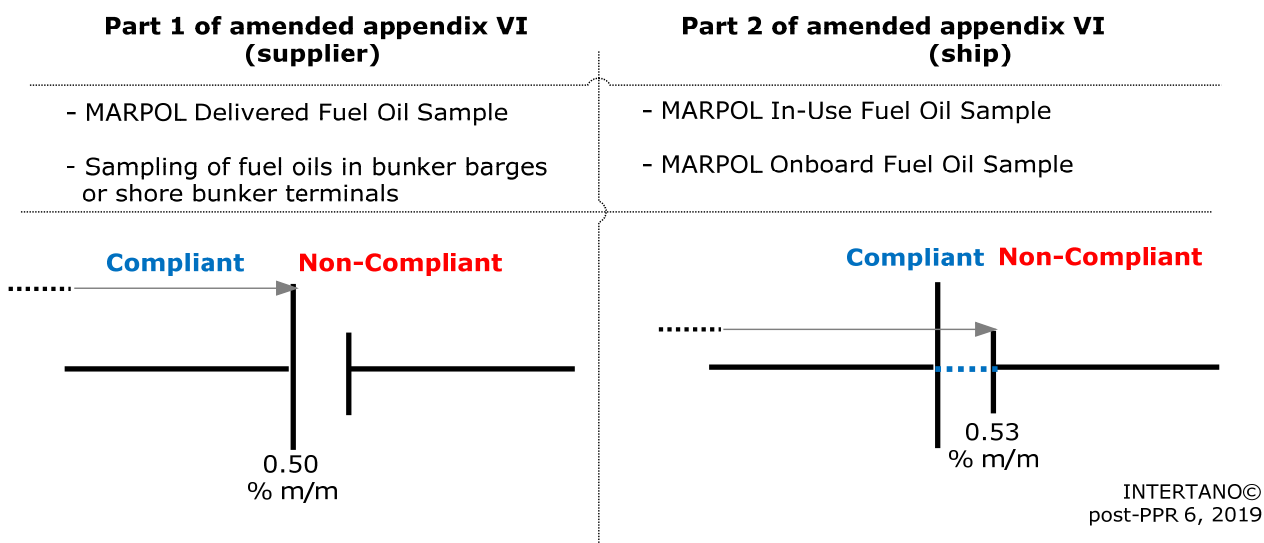 Part 1 of amended appendix VI
(supplier)
Part 2 of amended appendix VI
(ship)
- MARPOL Delivered Fuel Oil Sample
- Sampling of fuel oils in bunker barges
or shore bunker terminals
- MARPOL In-Use Fuel Oil Sample
- MARPOL Onboard Fuel Oil Sample
Compliant Non-Compliant
0.50
% m/m
Compliant Non-Compliant
0.53
% m/m
INTERTANO©
post-PPR 6, 2019